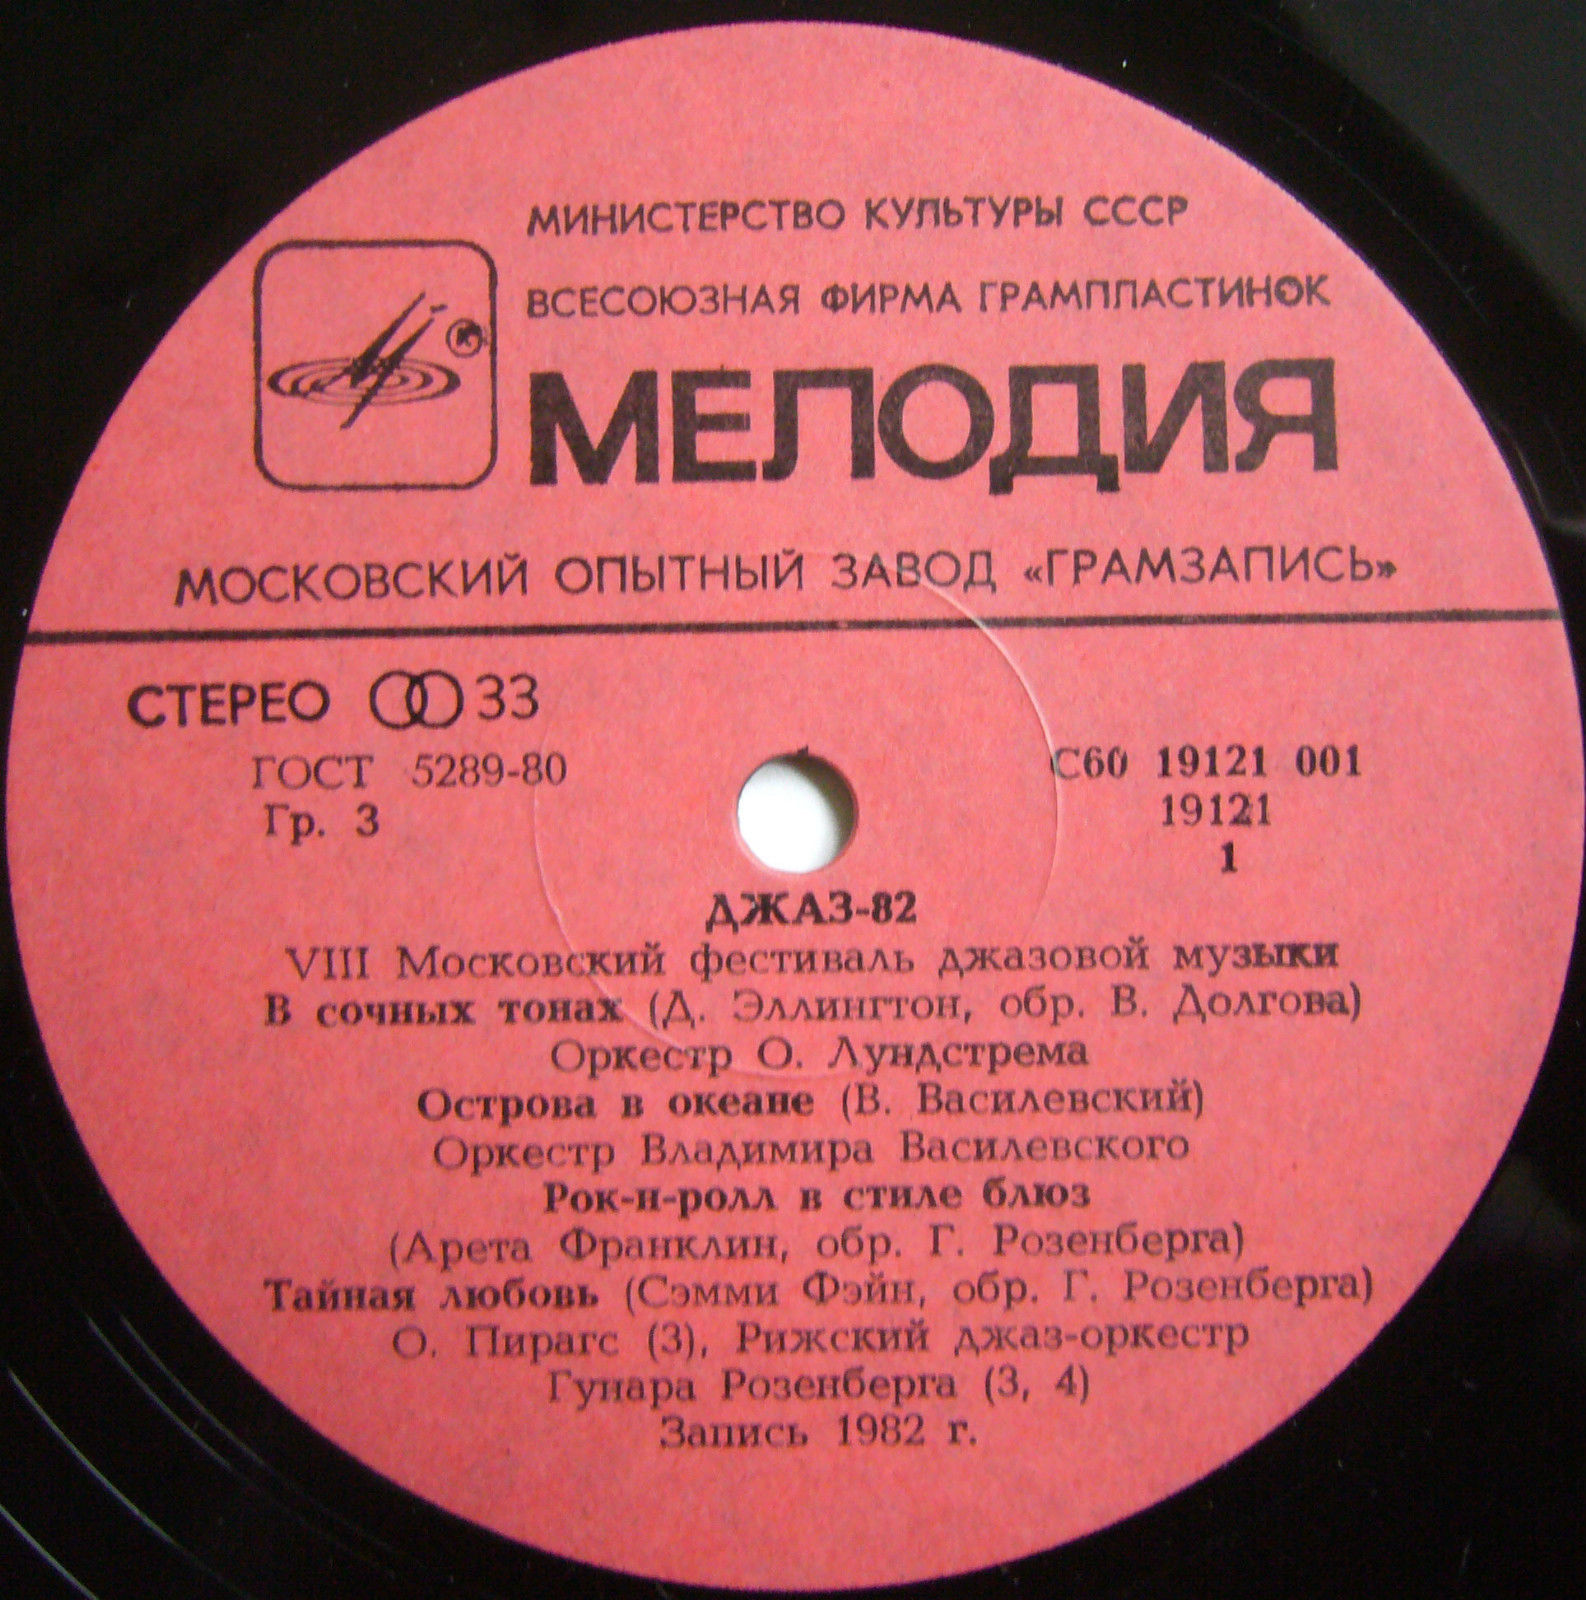 МИНИСТЕРСТВО КУЛЬТУРЫ СССР
ВСЕСОЮЗНАЯ ФИРМА ГРАМПЛАСТИНОК
МЕЛОДИЯ
МОСКОВСКИЙ ОПЫТНЫЙ ЗАВОД «ГРАМЗАПИСЬ»
СТЕРЕО 33
ГОСТ 5289-80
Гр. 3
С60 19121 001
19121
1
ДЖАЗ-82
VIII Московский фестиваль джазовой музыки
В сочных тонах (Д. Эллингтон, обр. В. Долгова)
Оркестр О. Лундстрема
Острова в океане (В. Василевский)
Оркестр Владимира Василевского
Рок-н-ролл в стиле блюз
(Арета Франклин, обр. Г. Розенберга)
Тайная любовь (Сэмми Фэйн, обр. Г. Розенберга)
О. Пирагс (3), Рижский джаз-оркестр
Гунара Розенберга (3, 4)
Запись 1982 г.